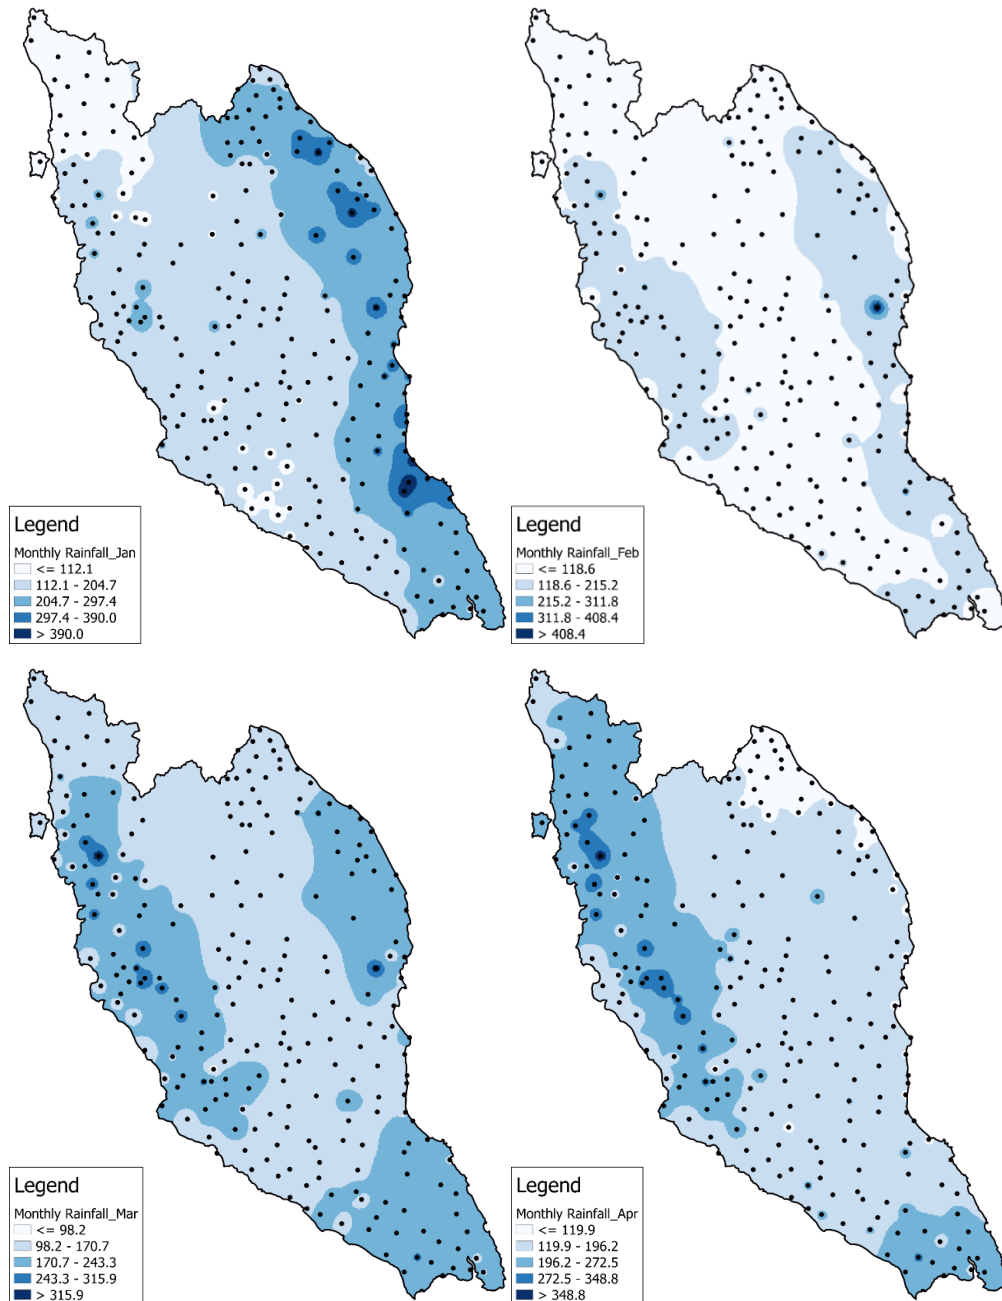 Legend
Monthly Rainfall_Jan
<= 112.1
112.1 - 204.7
204.7 - 297.4
297.4 - 390.0
> 390.0
Legend
Monthly Rainfall_Feb
<= 118.6
118.6 - 215.2
215.2 - 311.8
311.8 - 408.4
> 408.4
Legend
Monthly Rainfall_Mar
<= 98.2
98.2 - 170.7
170.7 - 243.3
243.3 - 315.9
> 315.9
Legend
Monthly Rainfall_Apr
<= 119.9
119.9 - 196.2
196.2 - 272.5
272.5 - 348.8
> 348.8